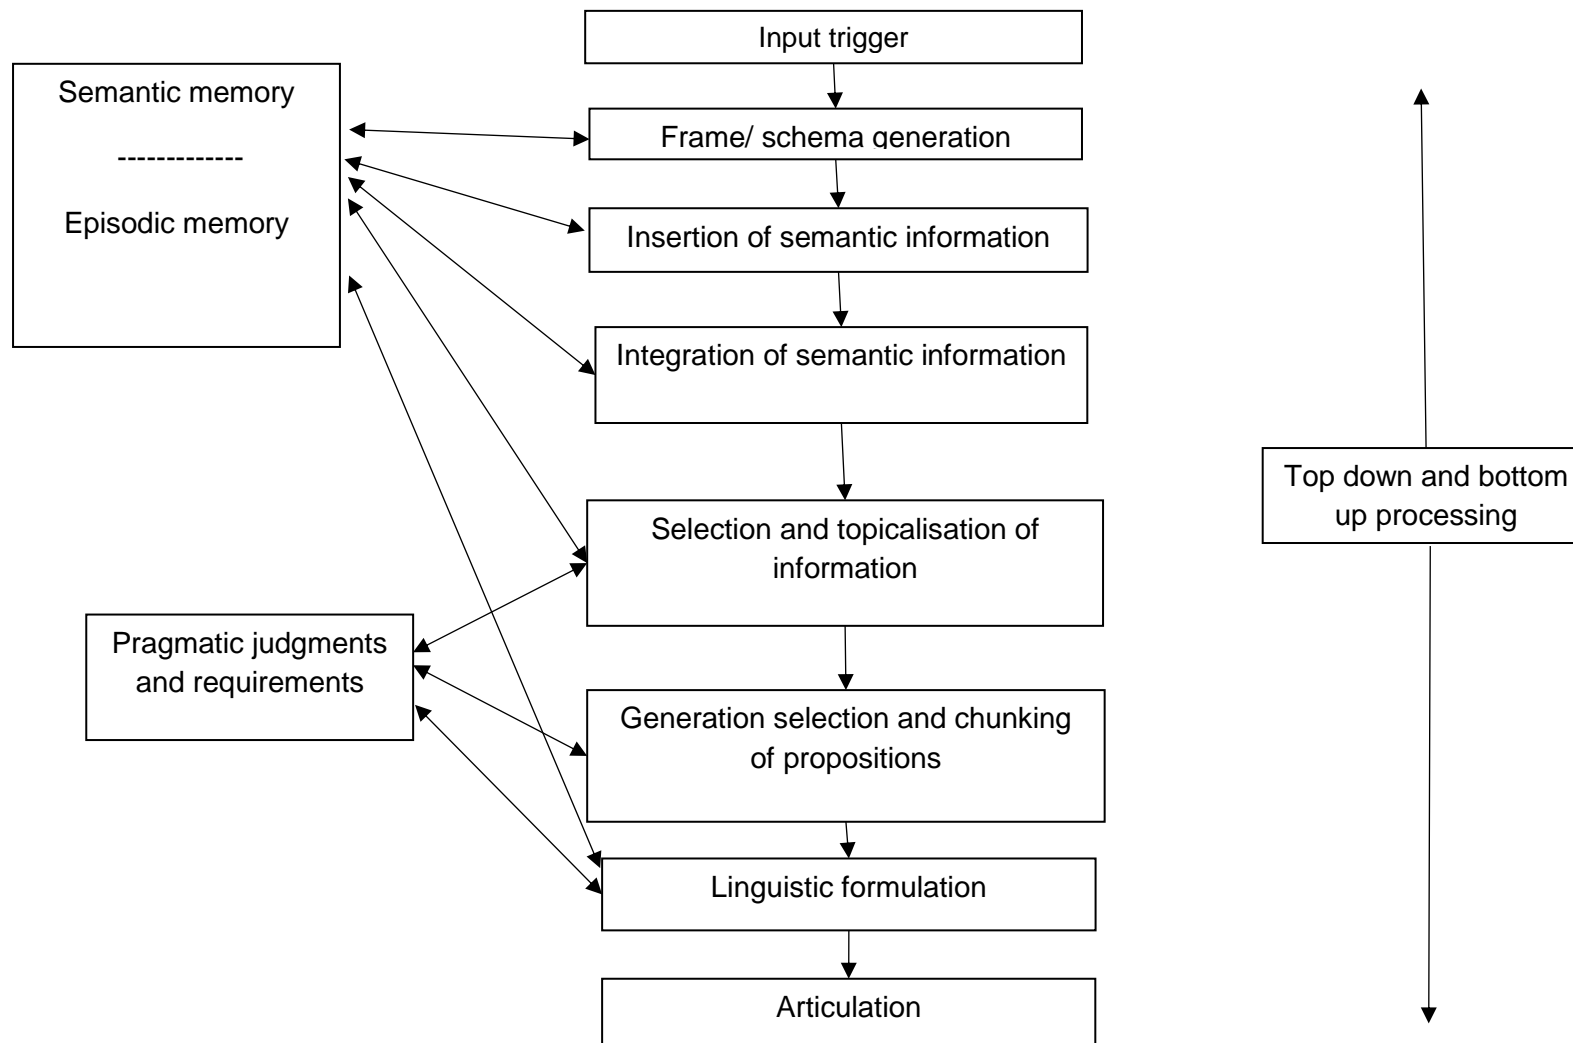 Input trigger
Semantic memory
-------------
Episodic memory
Frame/ schema generation
Insertion of semantic information
Integration of semantic information
Selection and topicalisation of
information
Top down and bottom
up processing
Pragmatic judgments
and requirements
Generation selection and chunking
of propositions
Linguistic formulation
Articulation